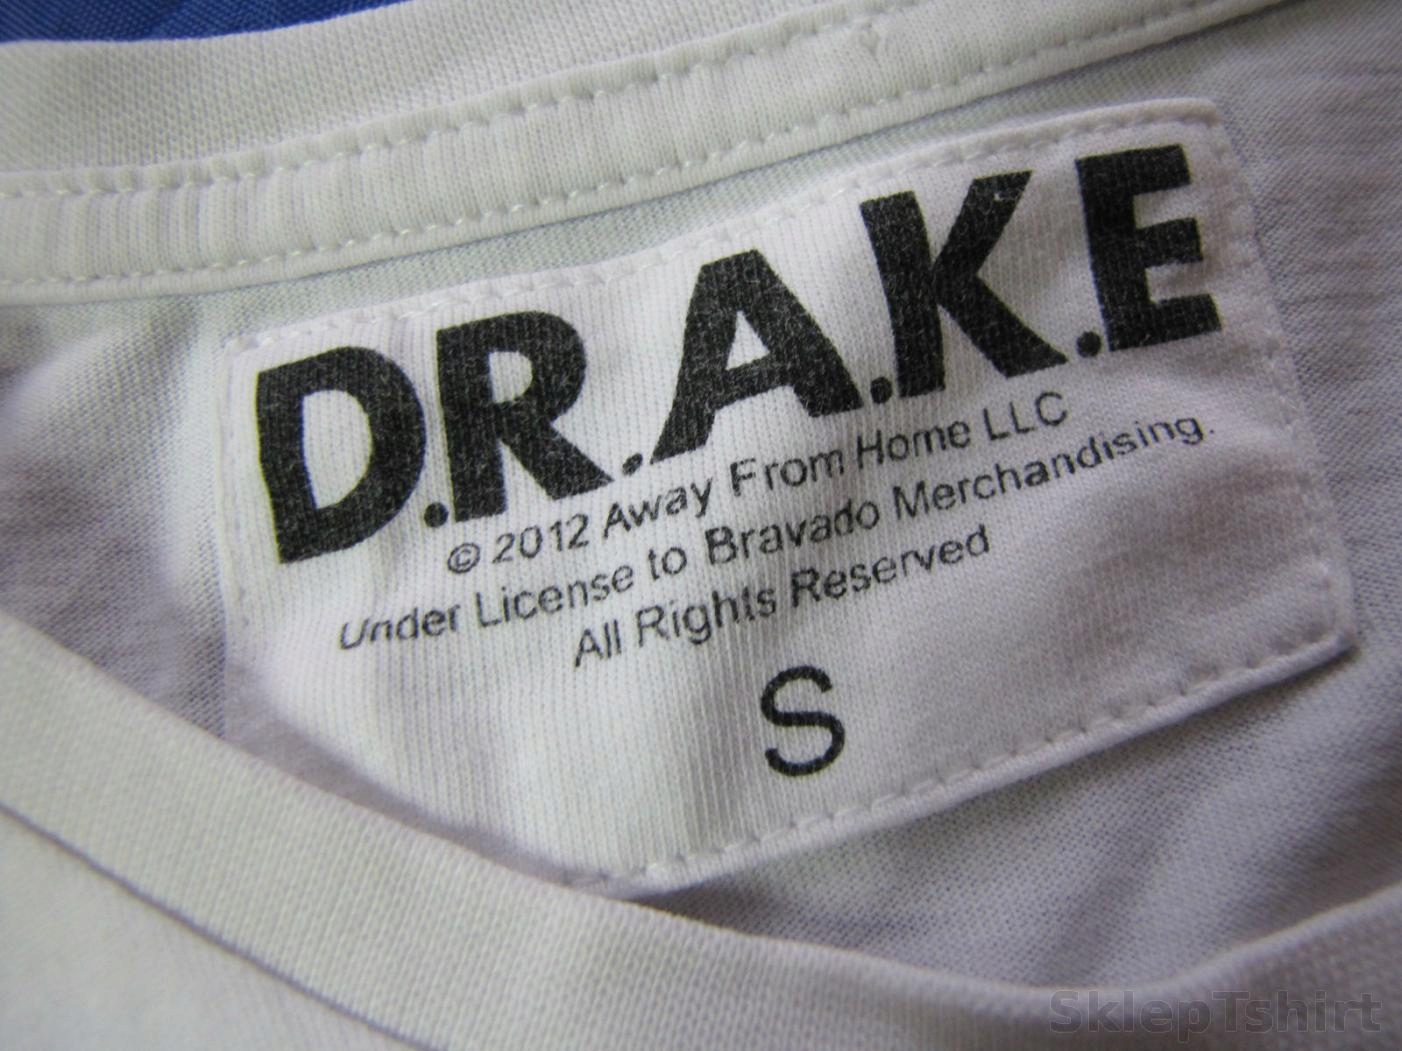 D.R.A.K.E
© 2012 Away From Home LLC
Under License to Bravado Merchandising.
All Rights Reserved
S
SklepTshirt